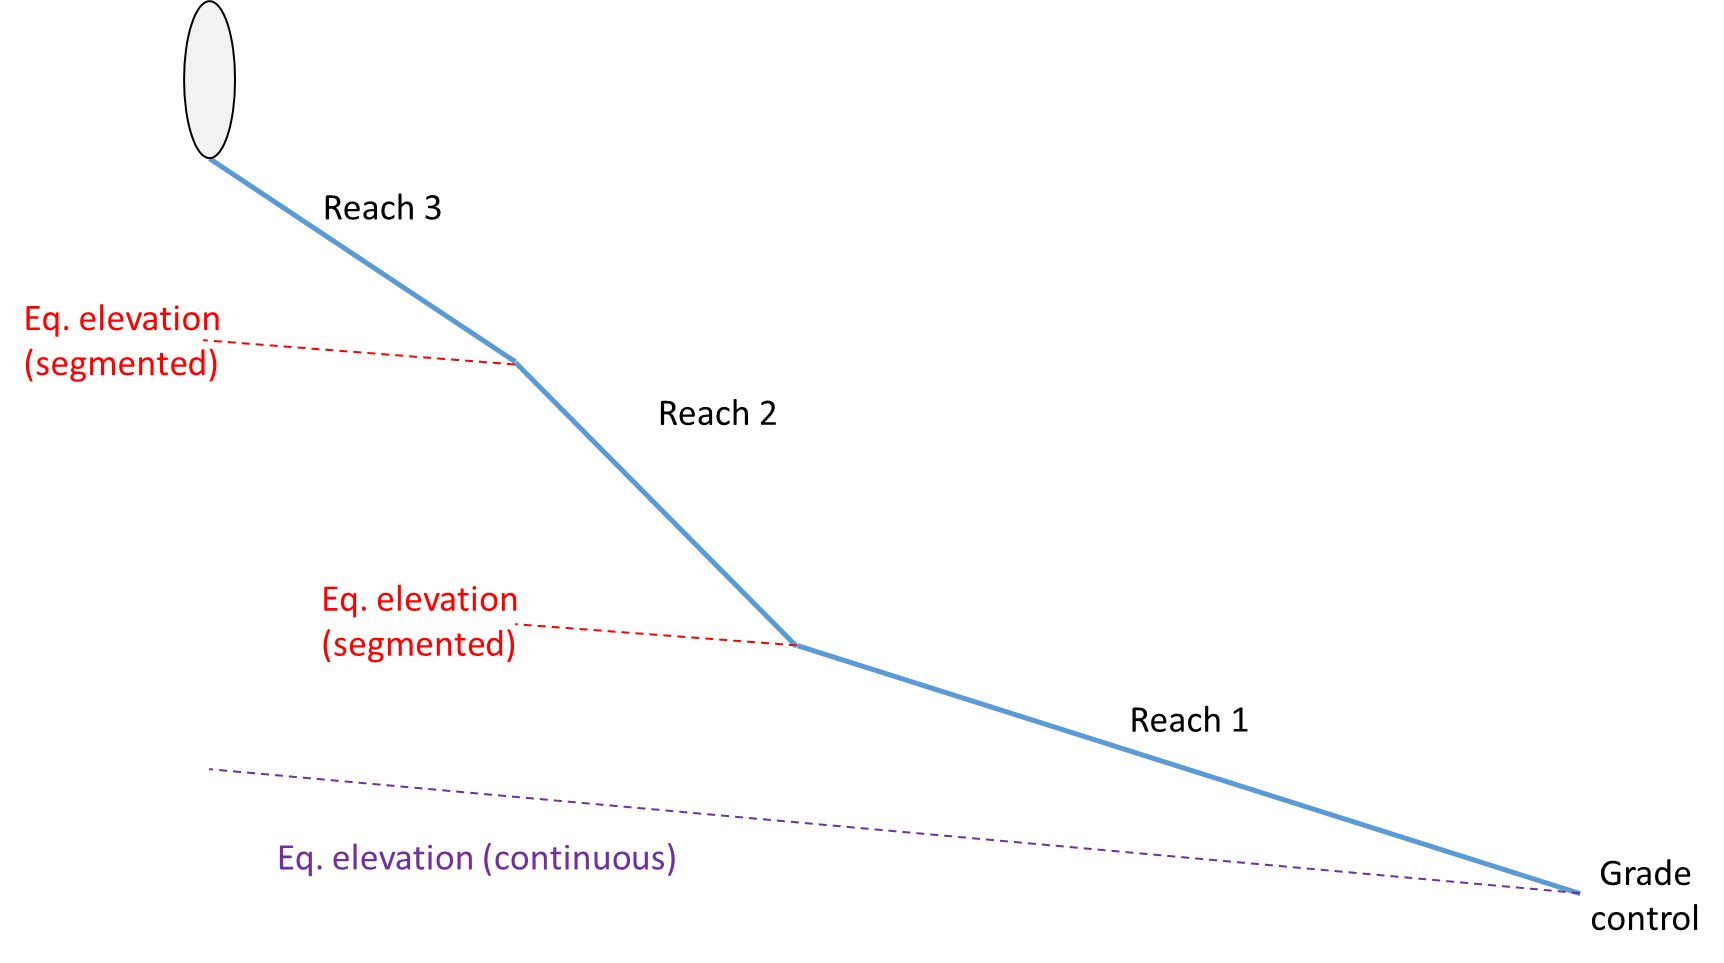 Reach 3
Eq. elevation
(segmented)
Reach 2
Eq. elevation
(segmented)
Reach 1
Eq. elevation (continuous)
Grade
control